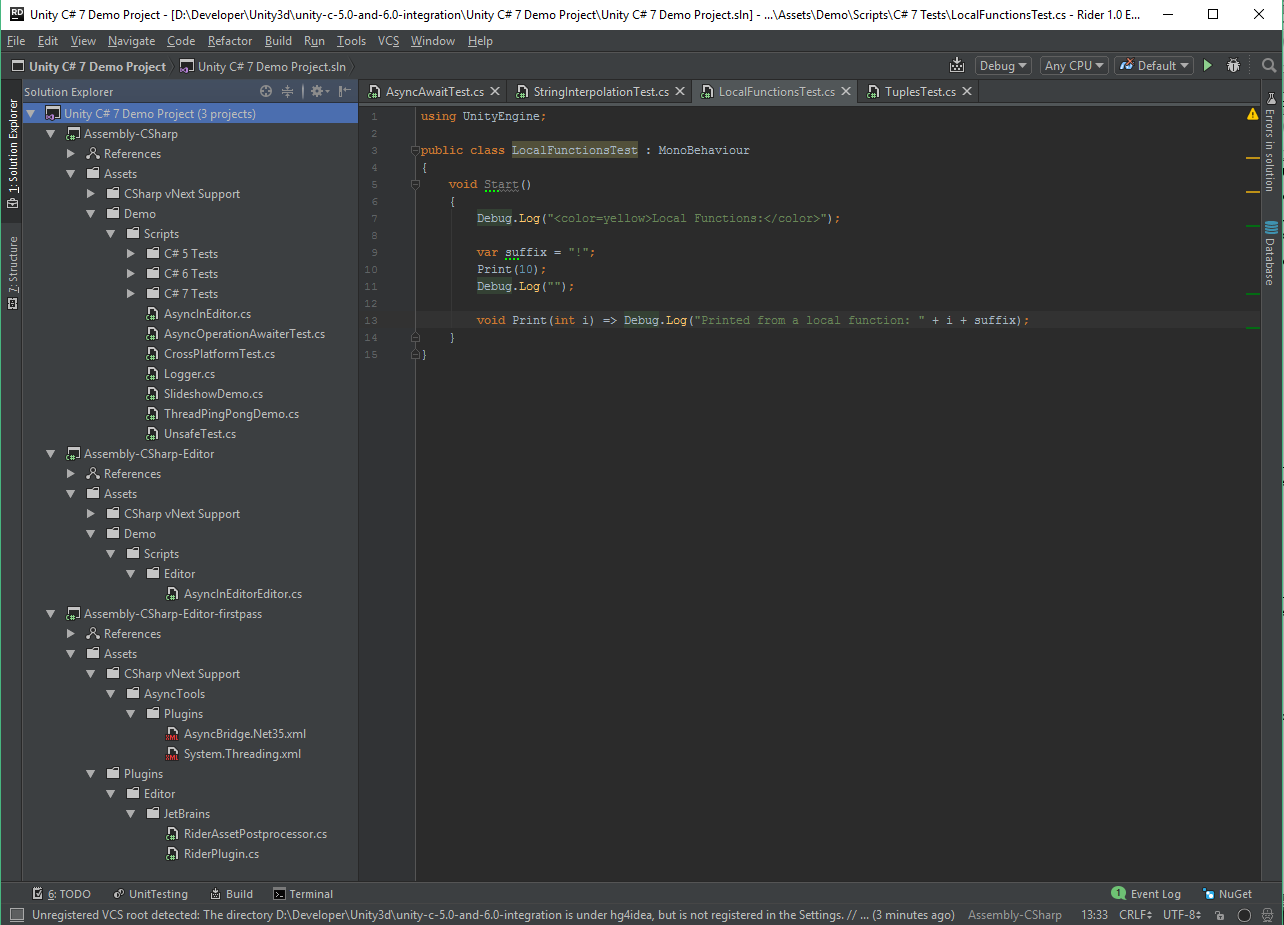 Unity C# 7 Demo Project - [D:\Developer\Unity3d\unity-c-5.0-and-6.0-integration\Unity C# 7 Demo Project\Unity C# 7 Demo Project.sln] - ...\Assets\Demo\Scripts\C# 7 Tests\LocalFunctionsTest.cs - Rider 1.0 E...
File Edit View Navigate Code Refactor Build Run Tools VCS Window Help
Unity C# 7 Demo Project Unity C# 7 Demo Project.sln Debug Any CPU Default
1: Solution Explorer
7: Structure
Solution Explorer
Unity C# 7 Demo Project (3 projects)
Assembly-CSharp
References
Assets
CSharp vNext Support
Demo
Scripts
C# 5 Tests
C# 6 Tests
C# 7 Tests
AsyncInEditor.cs
AsyncOperationAwaiterTest.cs
CrossPlatformTest.cs
Logger.cs
SlideshowDemo.cs
ThreadPingPongDemo.cs
UnsafeTest.cs
Assembly-CSharp-Editor
References
Assets
CSharp vNext Support
Demo
Scripts
Editor
AsyncInEditorEditor.cs
Assembly-CSharp-Editor-firstpass
References
Assets
CSharp vNext Support
AsyncTools
Plugins
AsyncBridge.Net35.xml
System.Threading.xml
Plugins
Editor
JetBrains
RiderAssetPostprocessor.cs
RiderPlugin.cs
AsyncAwaitTest.cs StringInterpolationTest.cs LocalFunctionsTest.cs TuplesTest.cs
1 using UnityEngine;
2
3 public class LocalFunctionsTest : MonoBehaviour
4 {
5 void Start()
6 {
7 Debug.Log("<color=yellow>Local Functions:</color>");
8
9 var suffix = "!";
10 Print(10);
11 Debug.Log("");
12
13 void Print(int i) => Debug.Log("Printed from a local function: " + i + suffix);
14 }
15 }
Errors in solution
Database
6: TODO UnitTesting Build Terminal 1 Event Log NuGet
Unregistered VCS root detected: The directory D:\Developer\Unity3d\unity-c-5.0-and-6.0-integration is under hg4idea, but is not registered in the Settings. // ... (3 minutes ago) Assembly-CSharp 13:33 CRLF UTF-8